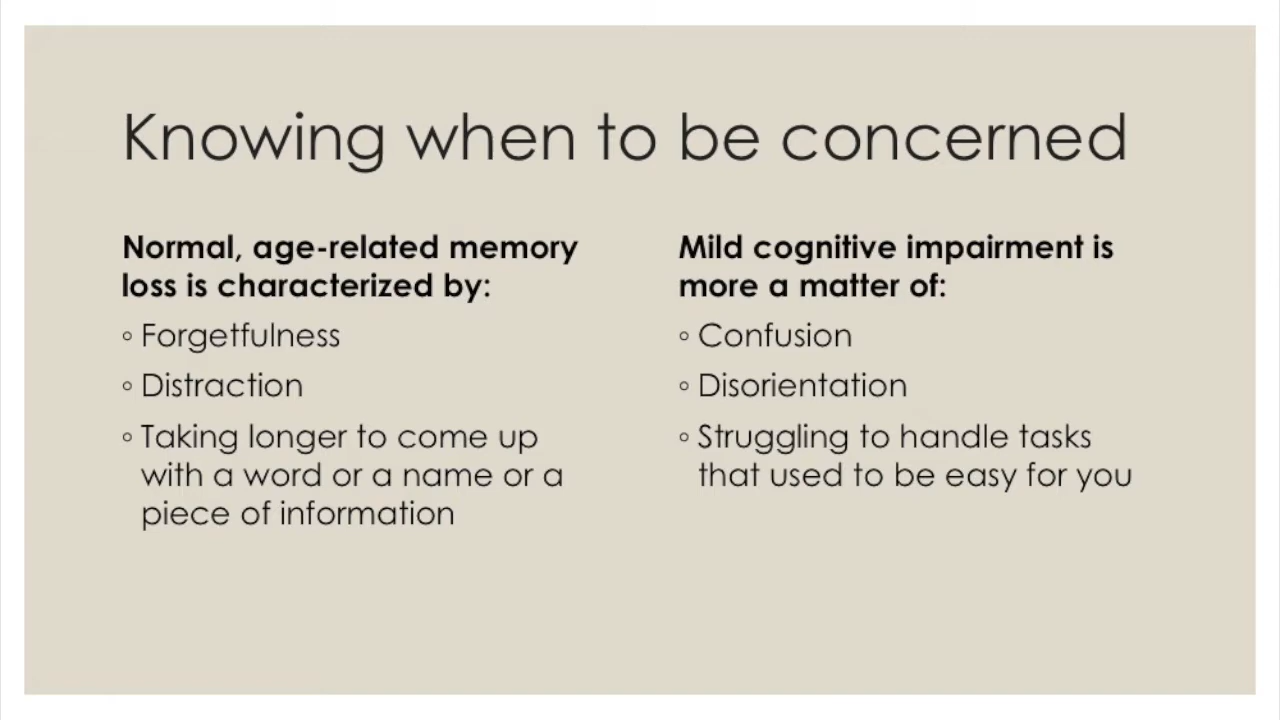 Knowing when to be concerned
Normal, age-related memory
loss is characterized by:
◦ Forgetfulness
◦ Distraction
◦ Taking longer to come up
with a word or a name or a
piece of information
Mild cognitive impairment is
more a matter of:
◦ Confusion
◦ Disorientation
◦ Struggling to handle tasks
that used to be easy for you